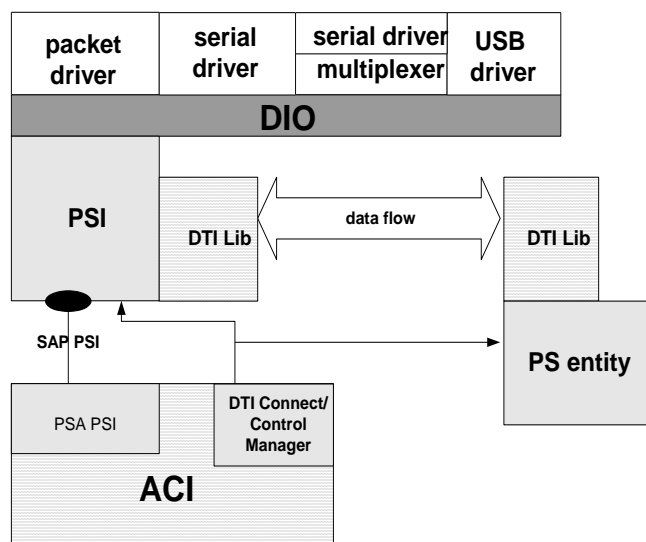 packet
driver
serial
driver
serial driver
multiplexer
USB
driver
DIO
PSI
DTI Lib
data flow
DTI Lib
SAP PSI
PS entity
PSA PSI
DTI Connect/
Control
Manager
ACI